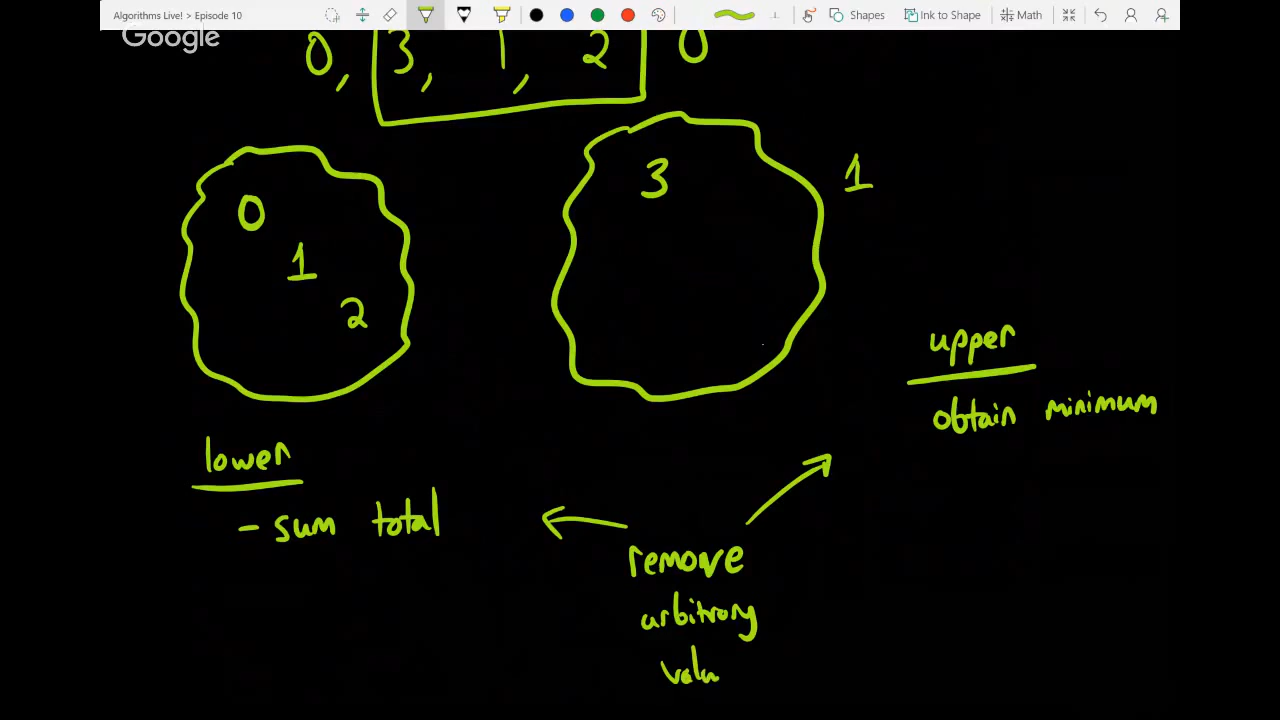 Algorithms Live! > Episode 10
Shapes
Ink to Shape
Math
Google
0, 3, 1, 2 0
3
1
0
1
2
upper
obtain minimum
lower
- sum total
remove
arbitrary
valu